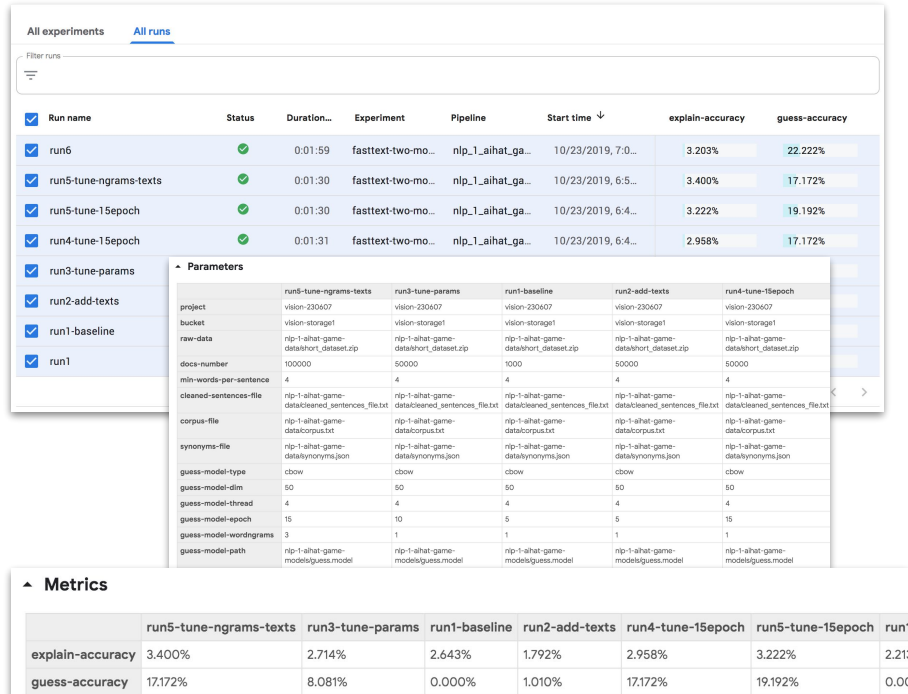 All experiments All runs
Filter runs
Run name Status Duration... Experiment Pipeline Start time explain-accuracy guess-accuracy
run6 0:01:59 fasttext-two-mo... nlp_1_aihat_ga... 10/23/2019, 7:0... 3.203% 22.222%
run5-tune-ngrams-texts 0:01:30 fasttext-two-mo... nlp_1_aihat_ga... 10/23/2019, 6:5... 3.400% 17.172%
run5-tune-15epoch 0:01:30 fasttext-two-mo... nlp_1_aihat_ga... 10/23/2019, 6:4... 3.222% 19.192%
run4-tune-15epoch 0:01:31 fasttext-two-mo... nlp_1_aihat_ga... 10/23/2019, 6:4... 2.958% 17.172%
run3-tune-params
run2-add-texts
run1-baseline
run1
Parameters
run5-tune-ngrams-texts run3-tune-params run1-baseline run2-add-texts run4-tune-15epoch
project vision-230607 vision-230607 vision-230607 vision-230607 vision-230607
bucket vision-storage1 vision-storage1 vision-storage1 vision-storage1 vision-storage1
raw-data nlp-1-aihat-game- nlp-1-aihat-game- nlp-1-aihat-game- nlp-1-aihat-game- nlp-1-aihat-game-
data/short_dataset.zip data/short_dataset.zip data/short_dataset.zip data/short_dataset.zip data/short_dataset.zip
docs-number 100000 50000 1000 50000 50000
min-words-per-sentence 4 4 4 4 4
cleaned-sentences-file nlp-1-aihat-game- nlp-1-aihat-game- nlp-1-aihat-game- nlp-1-aihat-game- nlp-1-aihat-game-
data/cleaned_sentences_file.txt data/cleaned_sentences_file.txt data/cleaned_sentences_file.txt data/cleaned_sentences_file.txt data/cleaned_sentences_file.txt
corpus-file nlp-1-aihat-game- nlp-1-aihat-game- nlp-1-aihat-game- nlp-1-aihat-game- nlp-1-aihat-game-
data/corpus.txt data/corpus.txt data/corpus.txt data/corpus.txt data/corpus.txt
synonyms-file nlp-1-aihat-game- nlp-1-aihat-game- nlp-1-aihat-game- nlp-1-aihat-game- nlp-1-aihat-game-
data/synonyms.json data/synonyms.json data/synonyms.json data/synonyms.json data/synonyms.json
guess-model-type cbow cbow cbow cbow cbow
guess-model-dim 50 50 50 50 50
guess-model-thread 4 4 4 4 4
guess-model-epoch 15 10 5 5 15
guess-model-wordngrams 3 1 1 1 1
guess-model-path nlp-1-aihat-game- nlp-1-aihat-game- nlp-1-aihat-game- nlp-1-aihat-game- nlp-1-aihat-game-
models/guess.model models/guess.model models/guess.model models/guess.model models/guess.model
Metrics
run5-tune-ngrams-texts run3-tune-params run1-baseline run2-add-texts run4-tune-15epoch run5-tune-15epoch run1
explain-accuracy 3.400% 2.714% 2.643% 1.792% 2.958% 3.222% 2.213
guess-accuracy 17.172% 8.081% 0.000% 1.010% 17.172% 19.192% 0.00